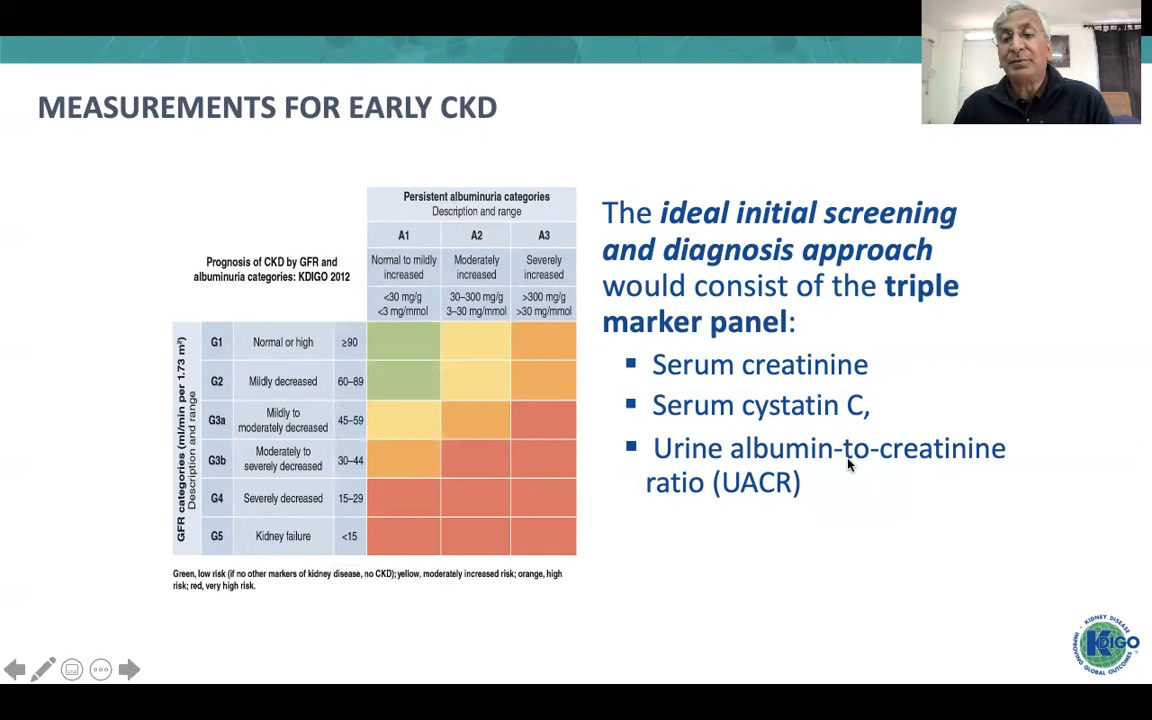 MEASUREMENTS FOR EARLY CKD
Prognosis of CKD by GFR and
albuminuria categories: KDIGO 2012
Persistent albuminuria categories
Description and range
A1
A2
A3
Normal to mildly
increased
Moderately
increased
Severely
increased
<30 mg/g
<3 mg/mmol
30–300 mg/g
3–30 mg/mmol
>300 mg/g
>30 mg/mmol
GFR categories (ml/min per 1.73 m²)
Description and range
G1
Normal or high
≥90
G2
Mildly decreased
60–89
G3a
Mildly to
moderately decreased
45–59
G3b
Moderately to
severely decreased
30–44
G4
Severely decreased
15–29
G5
Kidney failure
<15
Green, low risk (if no other markers of kidney disease, no CKD); yellow, moderately increased risk; orange, high
risk; red, very high risk.
The ideal initial screening
and diagnosis approach
would consist of the triple
marker panel:
▪ Serum creatinine
▪ Serum cystatin C,
▪ Urine albumin-to-creatinine
ratio (UACR)
KIDNEY DISEASE
KDIGO
IMPROVING GLOBAL OUTCOMES